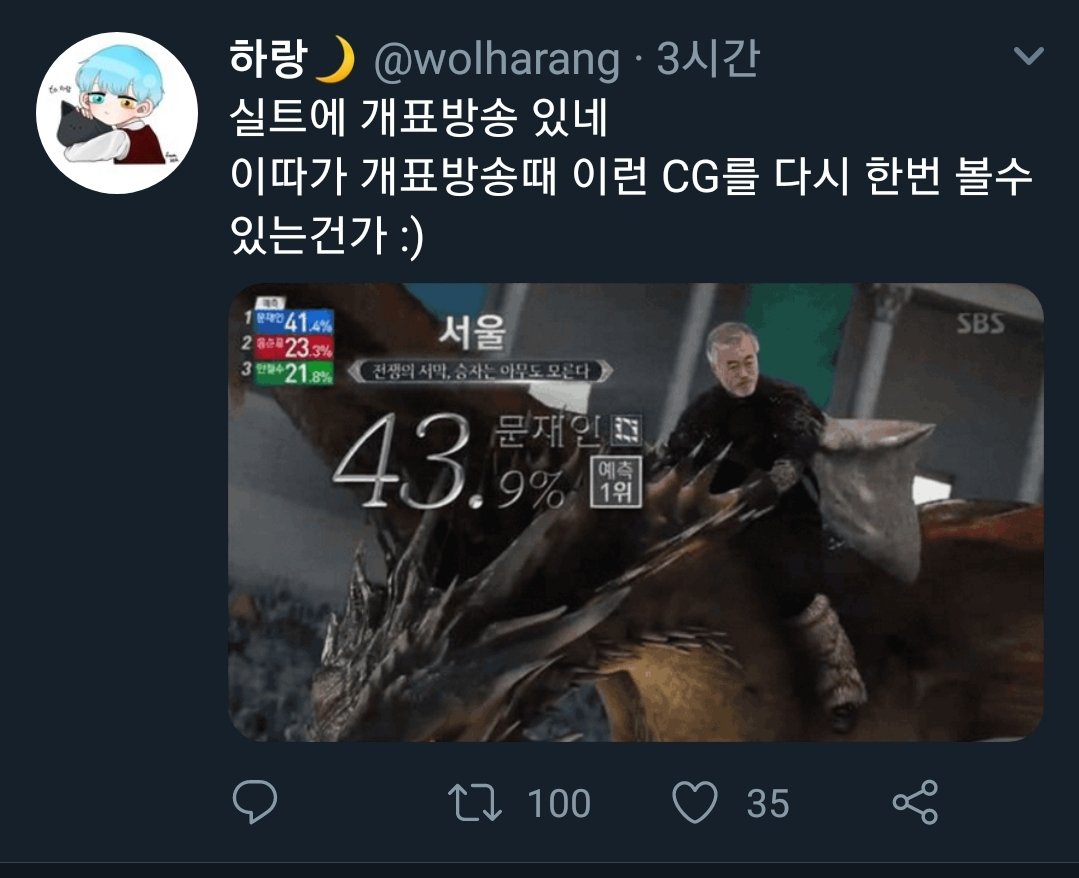 하랑🌙 @wolharang · 3시간
실트에 개표방송 있네
이따가 개표방송때 이런 CG를 다시 한번 볼수
있는건가 :)
예측
1 문재인 41.4%
2 홍준표 23.3%
3 안철수 21.8%
서울
전쟁의 서막, 승자는 아무도 모른다
SBS
43.9%
문재인
예측
1위
100
35